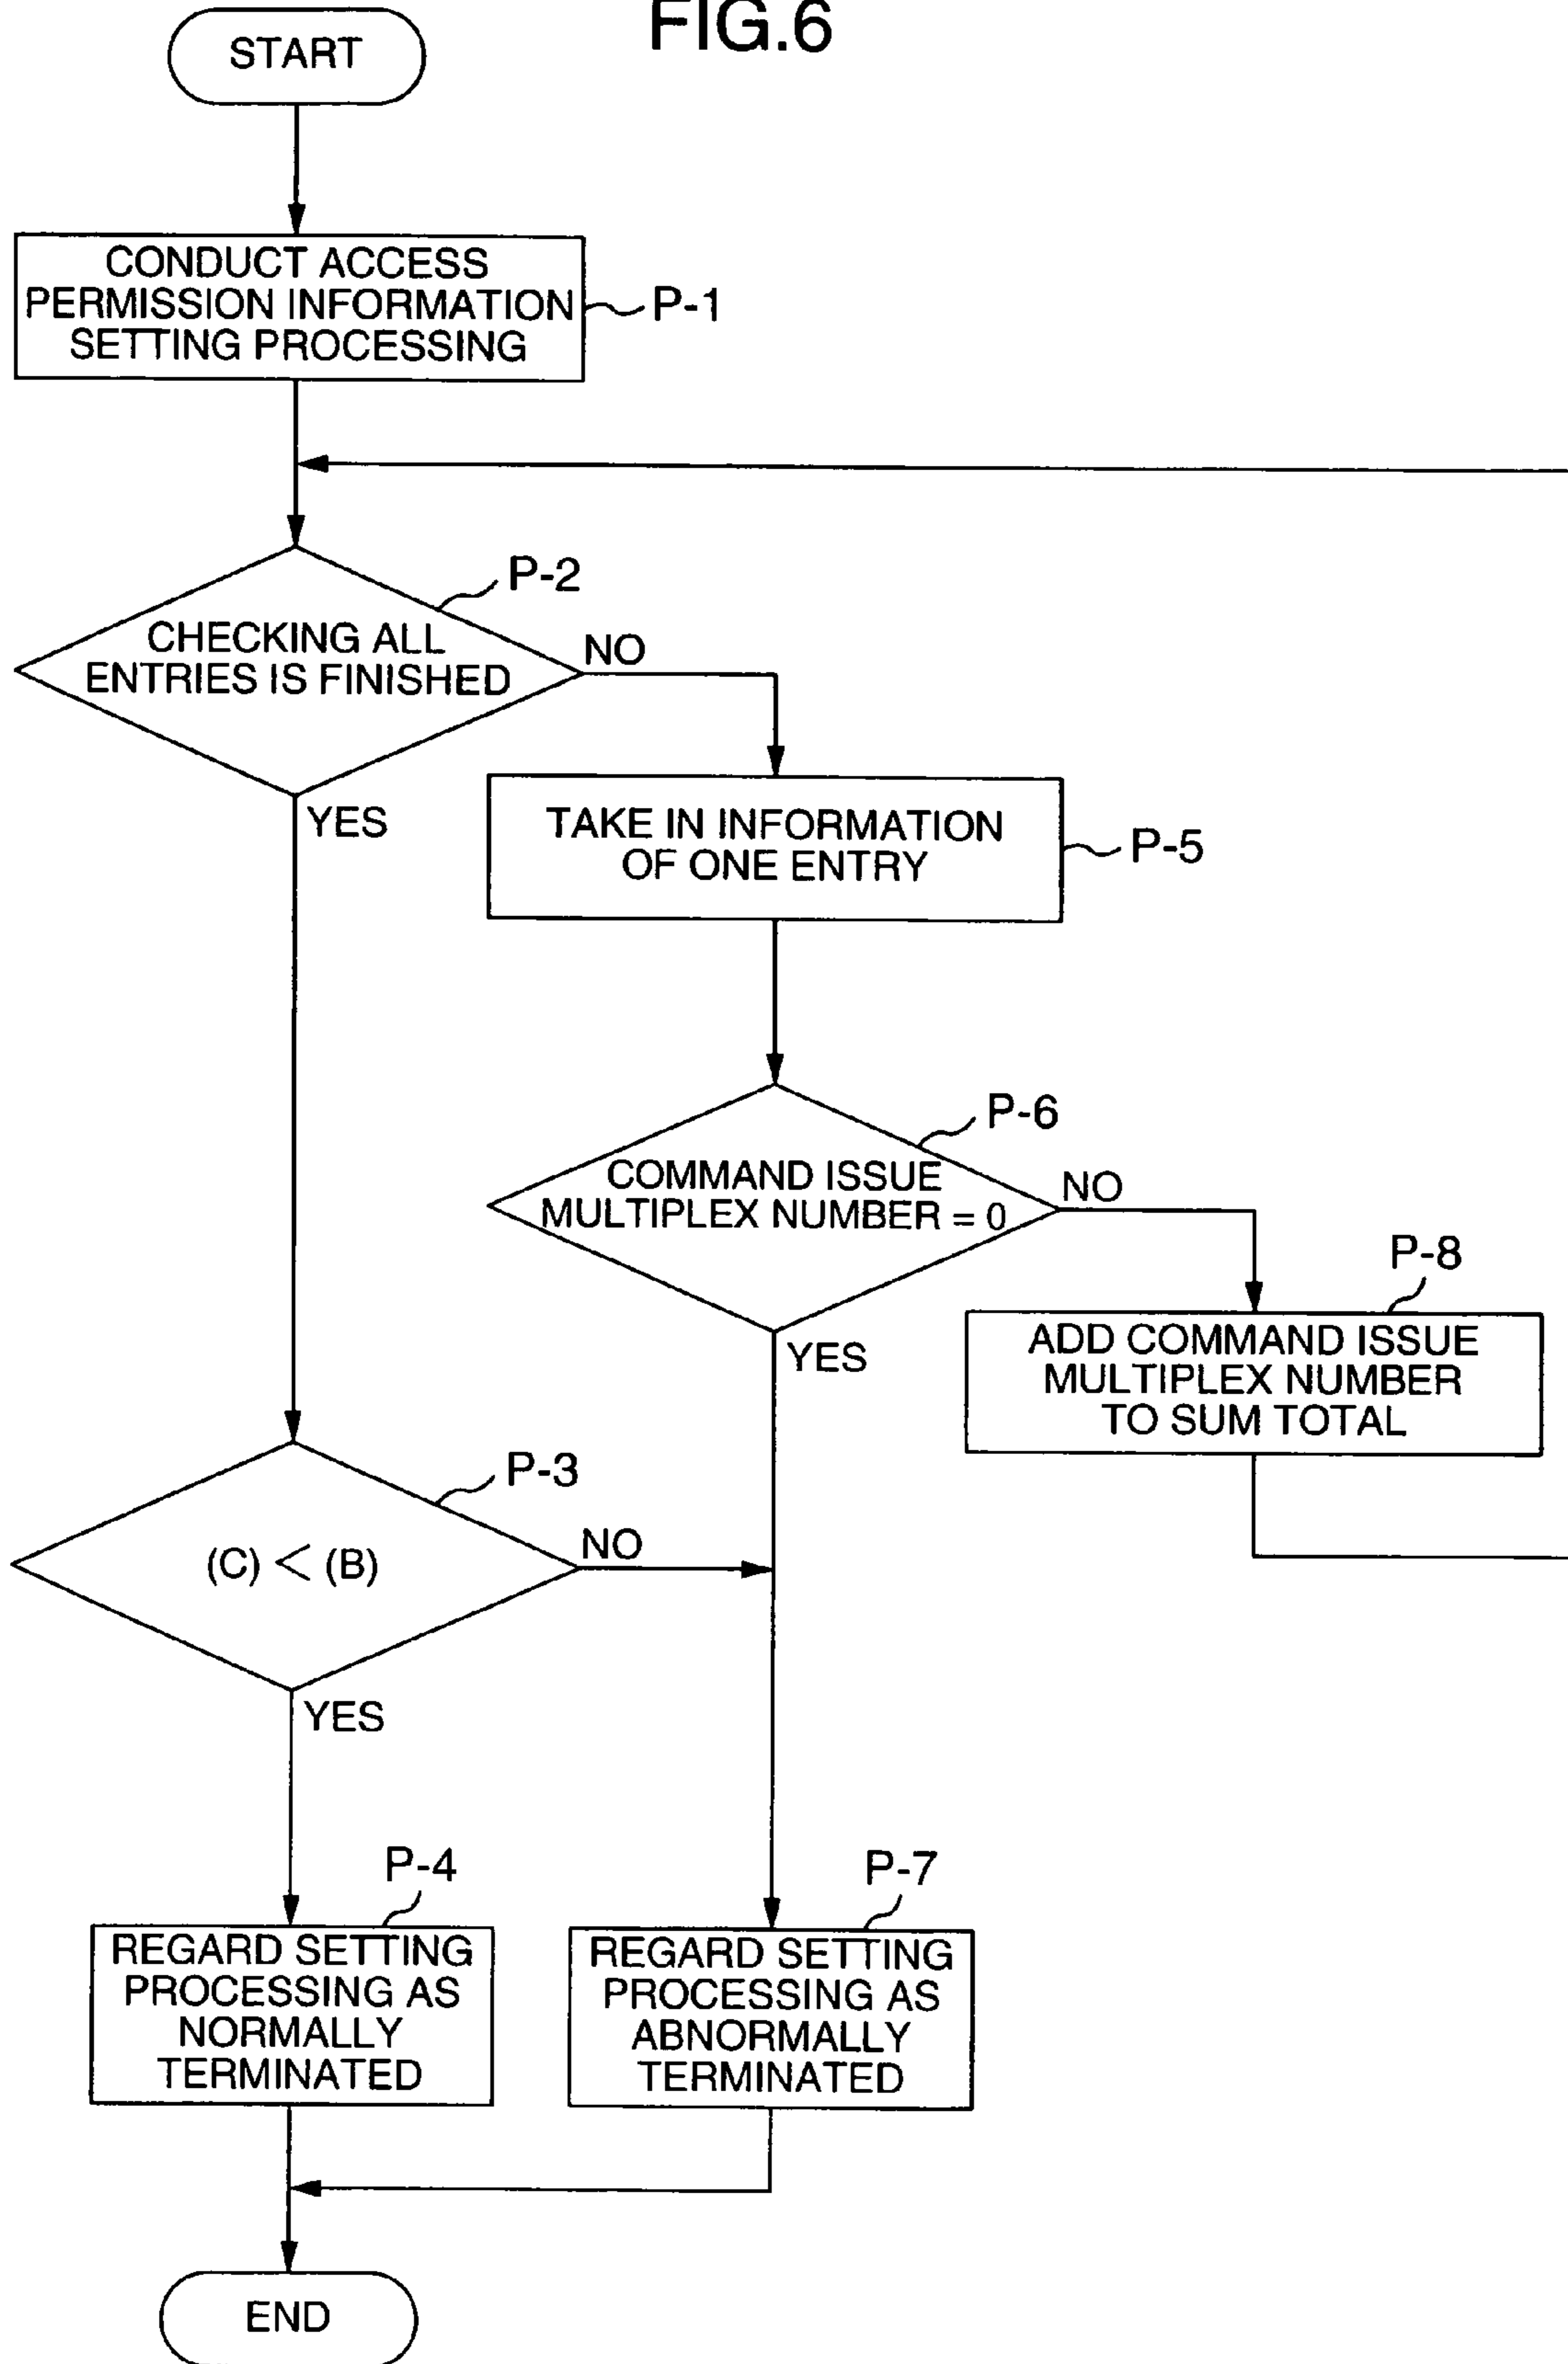 FIG.6
START
CONDUCT ACCESS
PERMISSION INFORMATION
SETTING PROCESSING
P-1
P-2
CHECKING ALL
ENTRIES IS FINISHED
NO
YES
TAKE IN INFORMATION
OF ONE ENTRY
P-5
P-6
COMMAND ISSUE
MULTIPLEX NUMBER = 0
NO
YES
P-8
ADD COMMAND ISSUE
MULTIPLEX NUMBER
TO SUM TOTAL
P-3
(C) < (B)
NO
YES
P-4
REGARD SETTING
PROCESSING AS
NORMALLY
TERMINATED
P-7
REGARD SETTING
PROCESSING AS
ABNORMALLY
TERMINATED
END